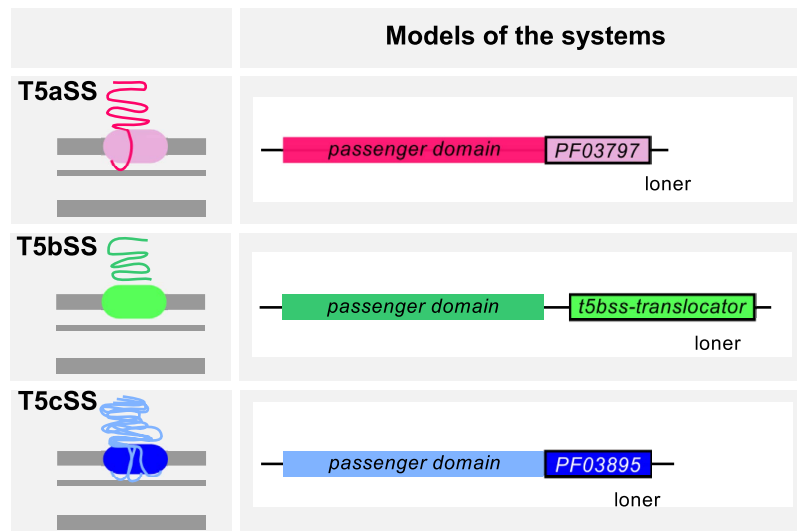 Models of the systems
T5aSS
passenger domain PF03797
loner
T5bSS
passenger domain t5bss-translocator
loner
T5cSS
passenger domain PF03895
loner